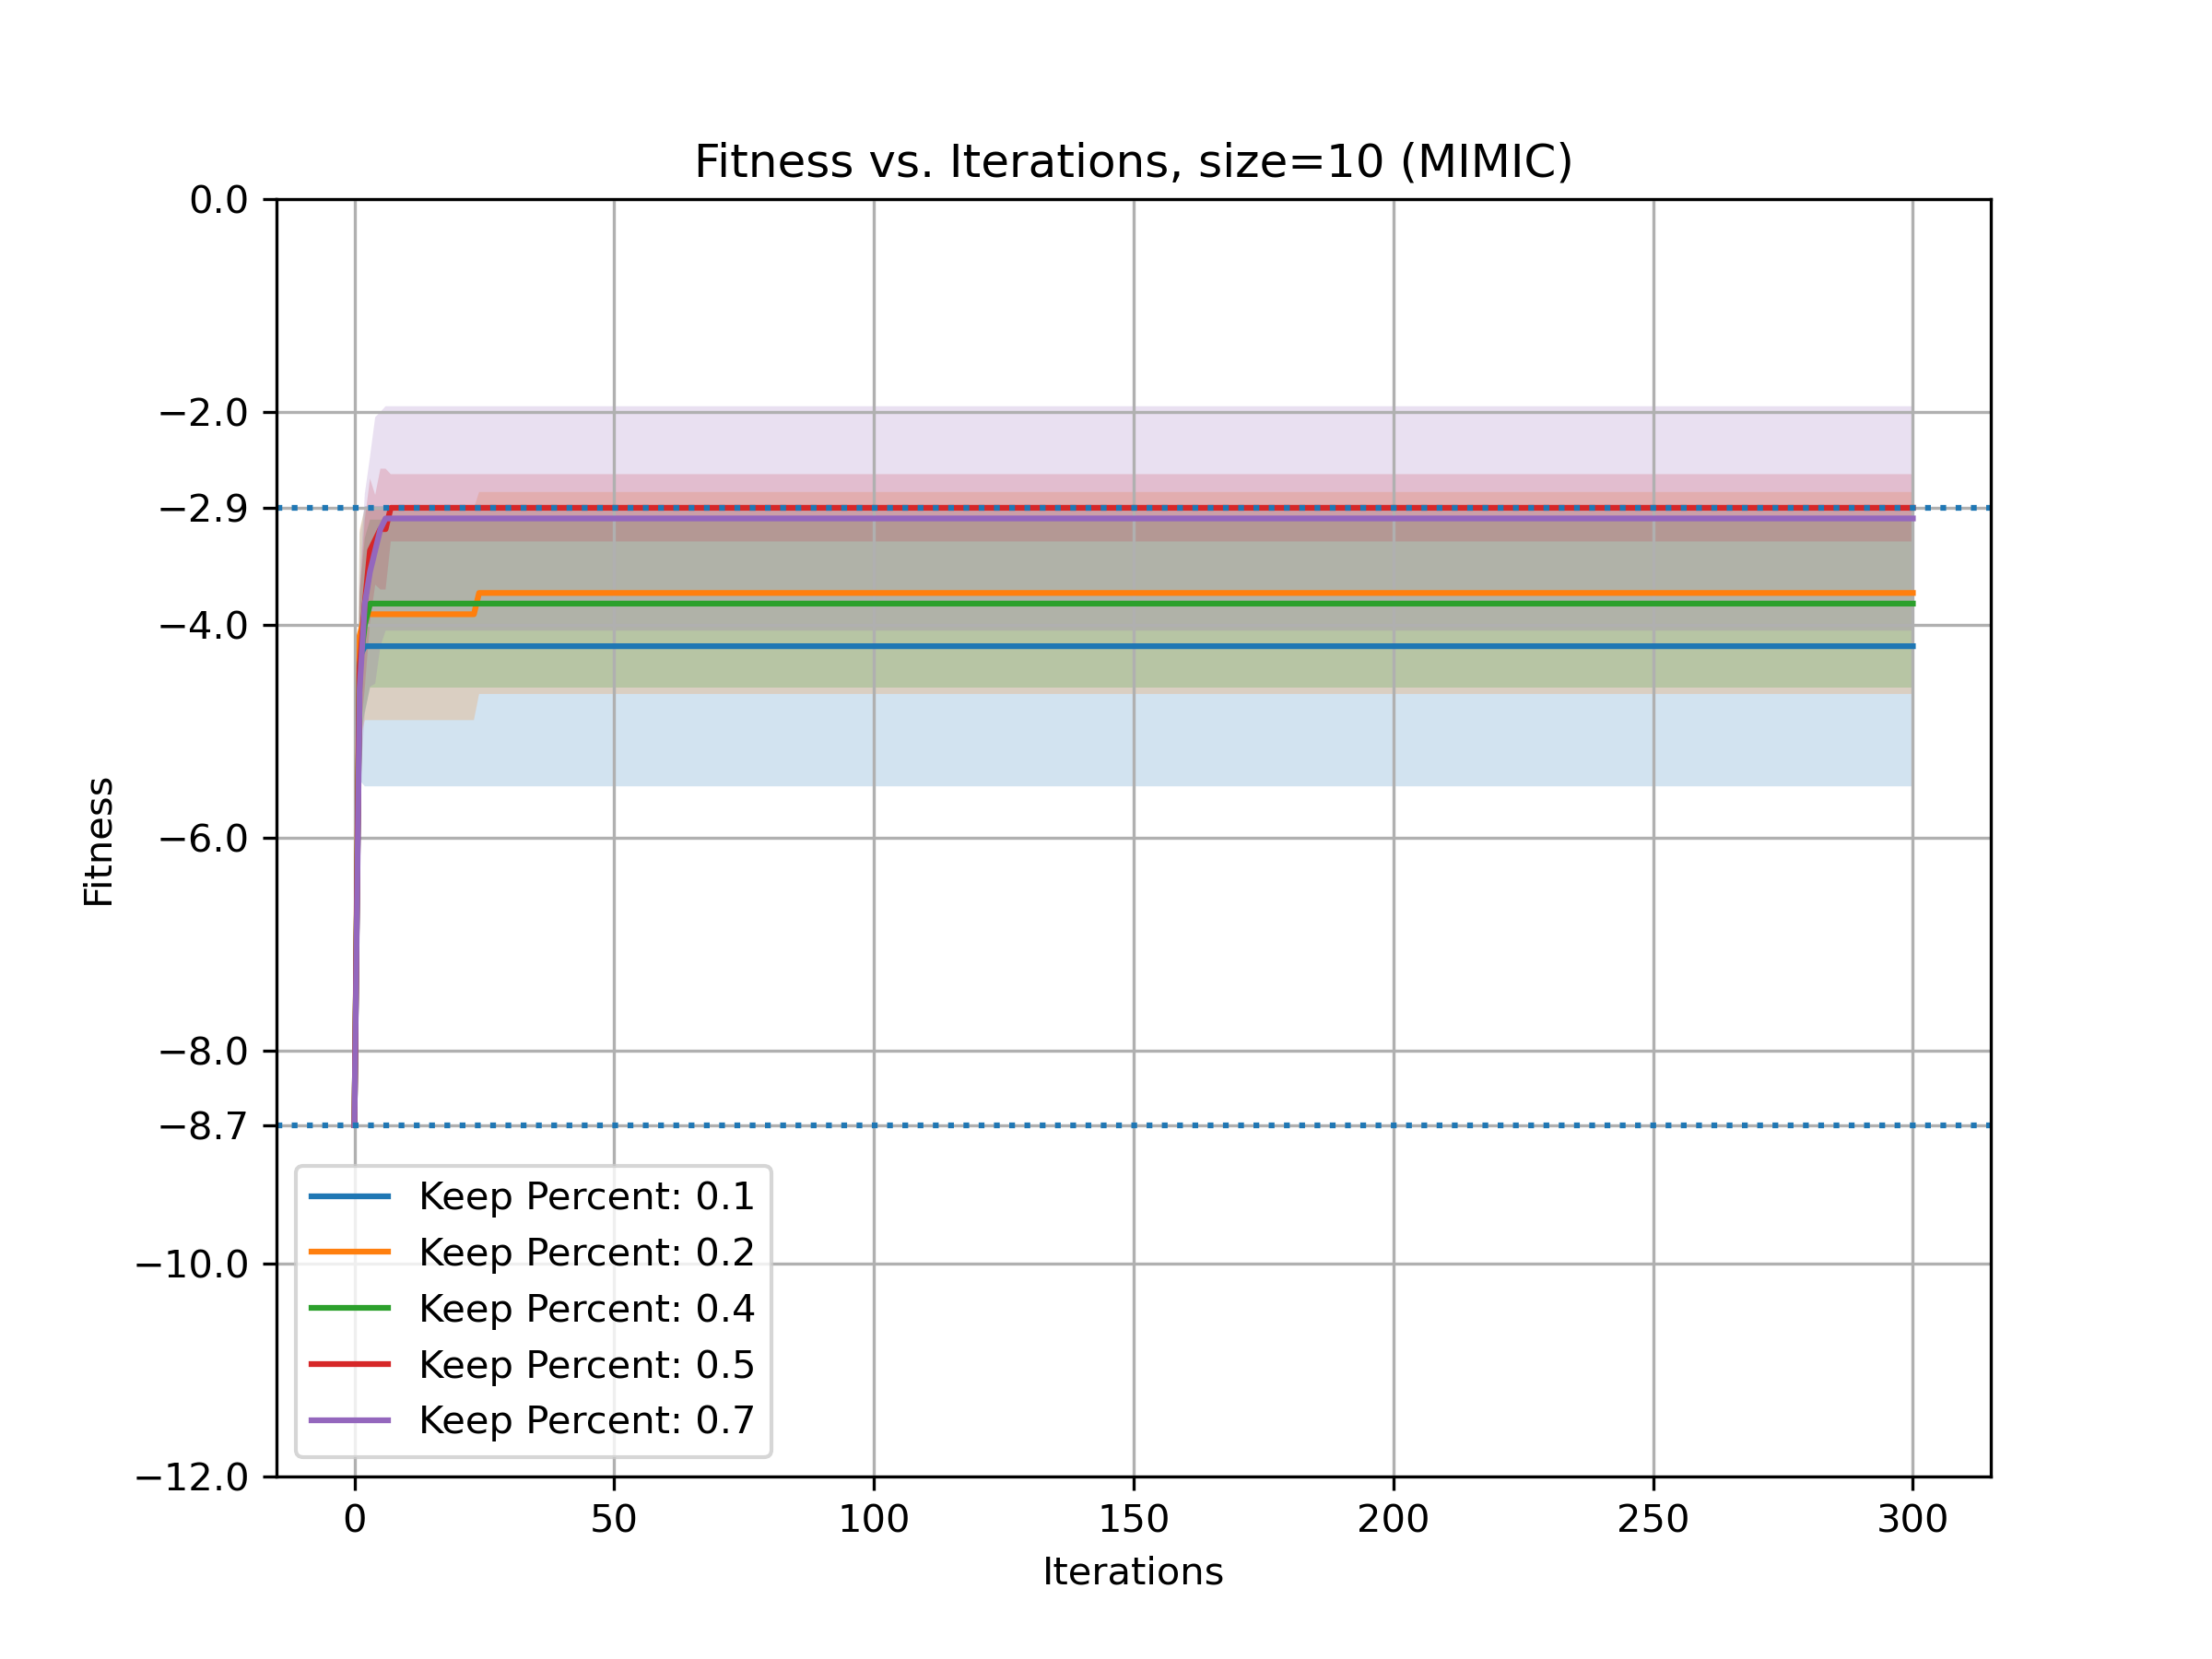 Fitness vs. Iterations, size=10 (MIMIC)
0.0
−2.0
−2.9
−4.0
−6.0
−8.0
−8.7
−10.0
−12.0
Fitness
Keep Percent: 0.1
Keep Percent: 0.2
Keep Percent: 0.4
Keep Percent: 0.5
Keep Percent: 0.7
0 50 100 150 200 250 300
Iterations